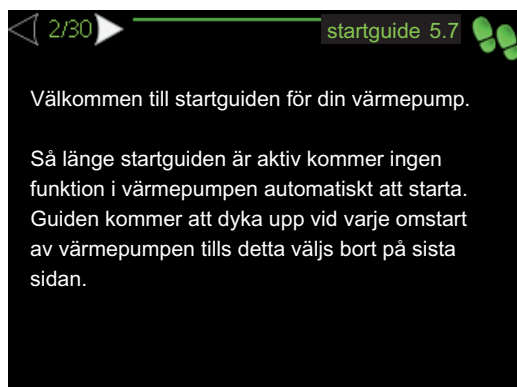 2/30
startguide 5.7
Välkommen till startguiden för din värmepump.
Så länge startguiden är aktiv kommer ingen
funktion i värmepumpen automatiskt att starta.
Guiden kommer att dyka upp vid varje omstart
av värmepumpen tills detta väljs bort på sista
sidan.